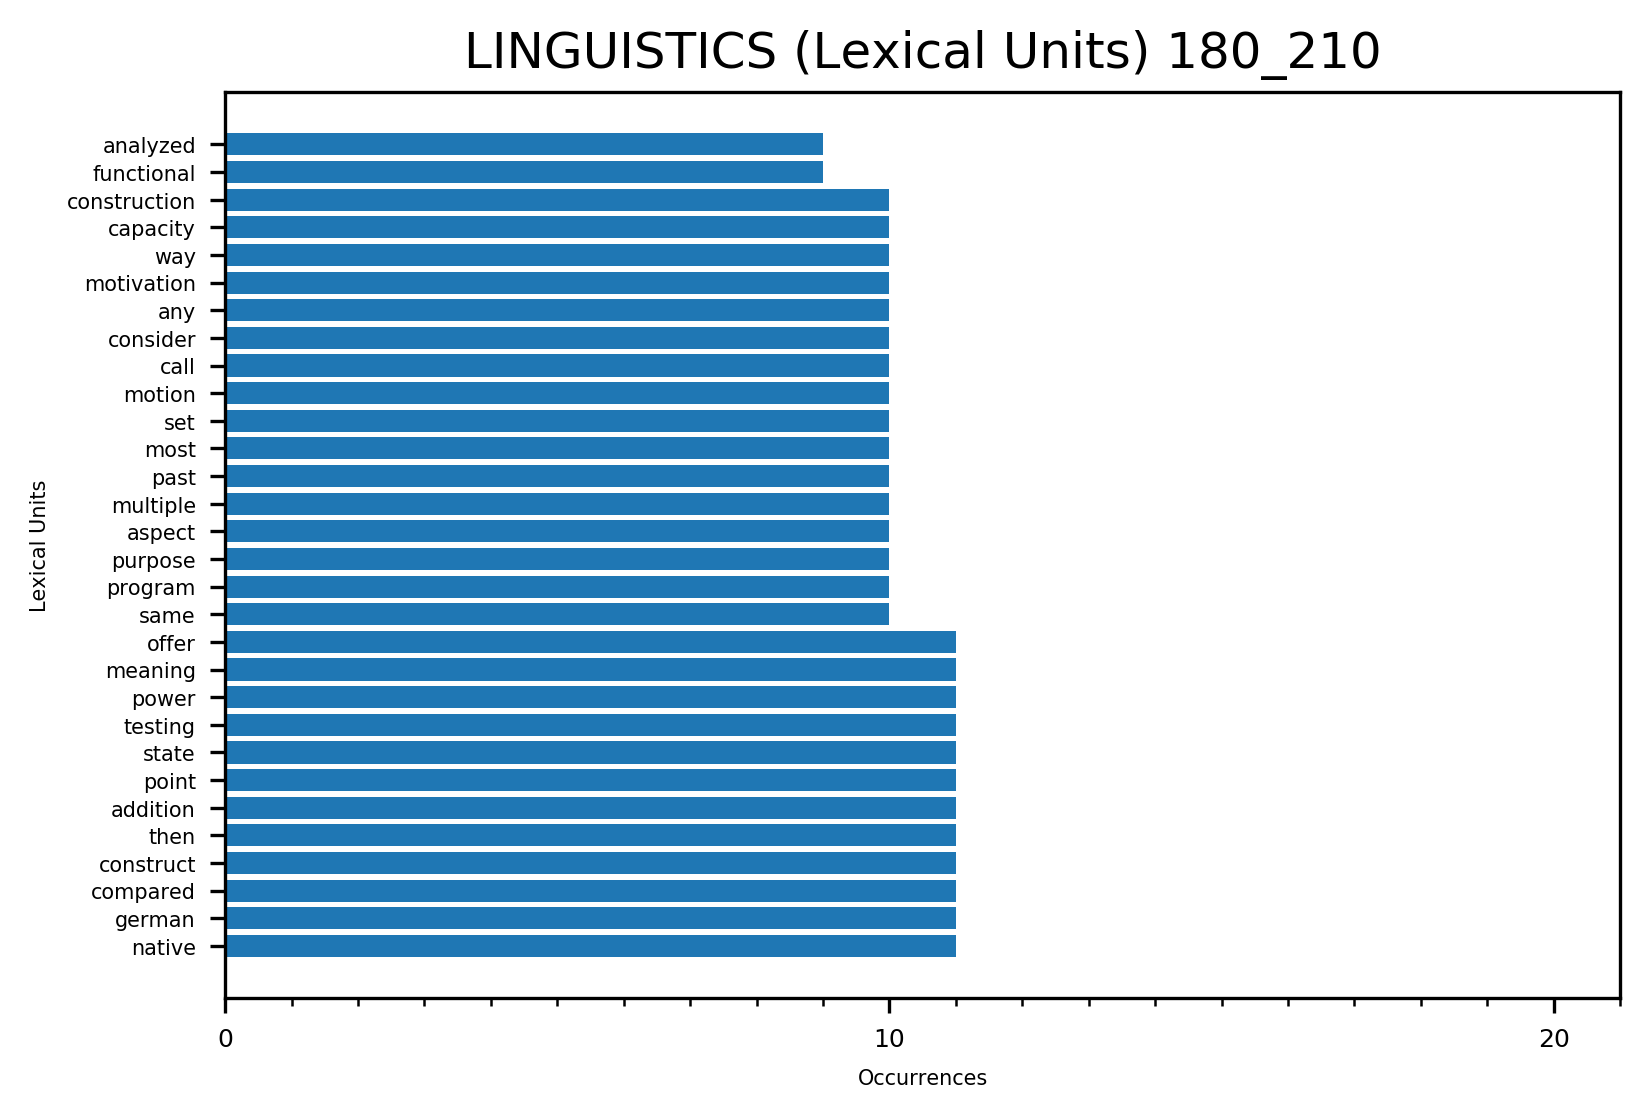 LINGUISTICS (Lexical Units) 180_210
analyzed
functional
construction
capacity
way
motivation
any
consider
call
motion
set
most
past
multiple
aspect
purpose
program
same
offer
meaning
power
testing
state
point
addition
then
construct
compared
german
native
Lexical Units
0 10 20
Occurrences